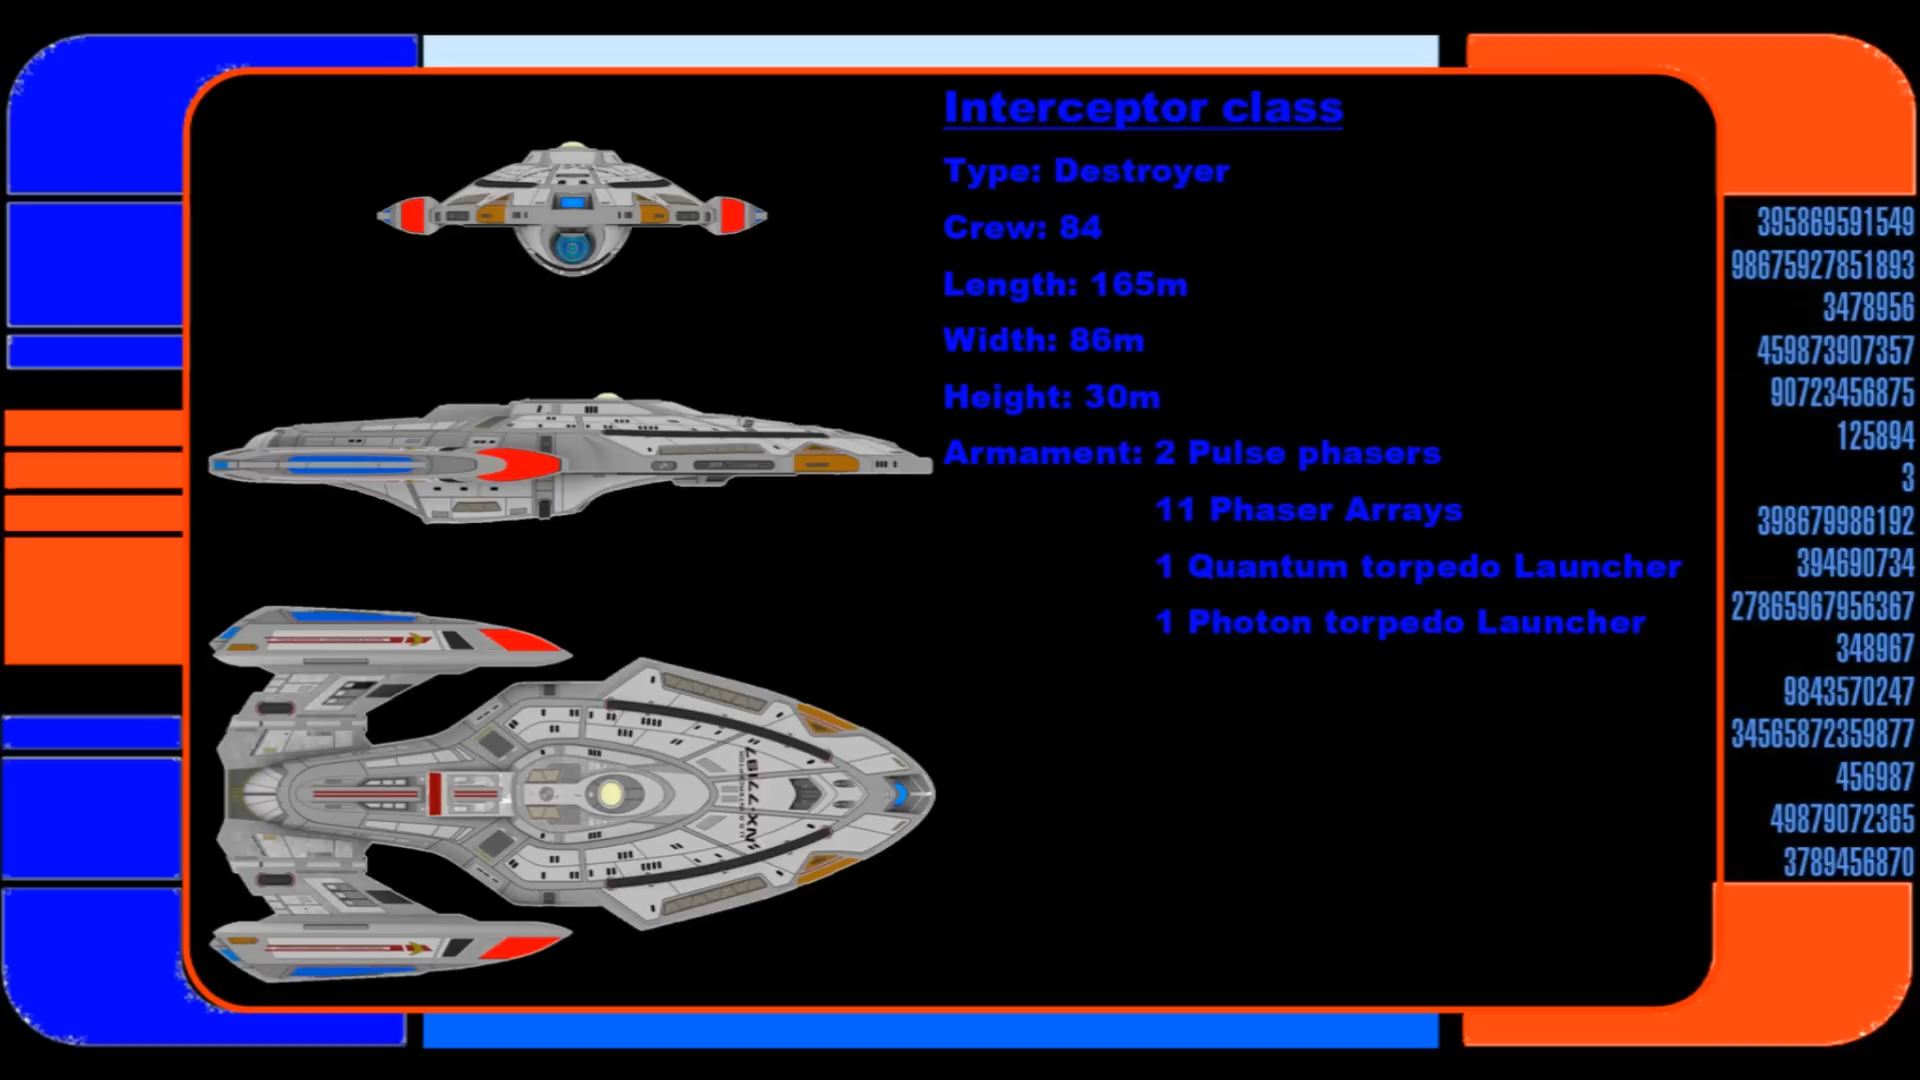 Interceptor class
Type: Destroyer
Crew: 84
Length: 165m
Width: 86m
Height: 30m
Armament: 2 Pulse phasers
11 Phaser Arrays
1 Quantum torpedo Launcher
1 Photon torpedo Launcher
395869591549
98675927851893
3478956
459873907357
90723456875
125894
3
398679986192
394690734
27865967956367
348967
9843570247
34565872359877
456987
49879072365
3789456870
NX-77197